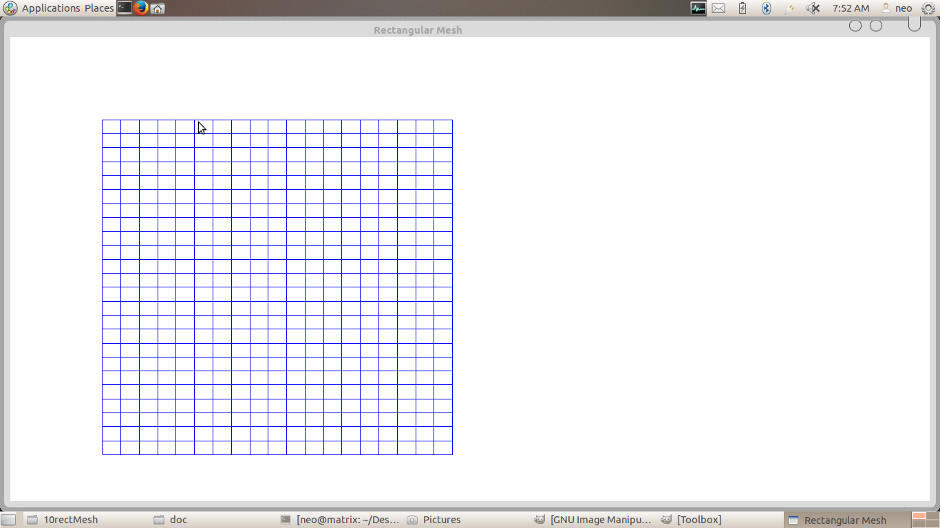 Applications Places 7:52 AM neo
Rectangular Mesh
10rectMesh doc [neo@matrix: ~/Des... Pictures [GNU Image Manipu... [Toolbox] Rectangular Mesh